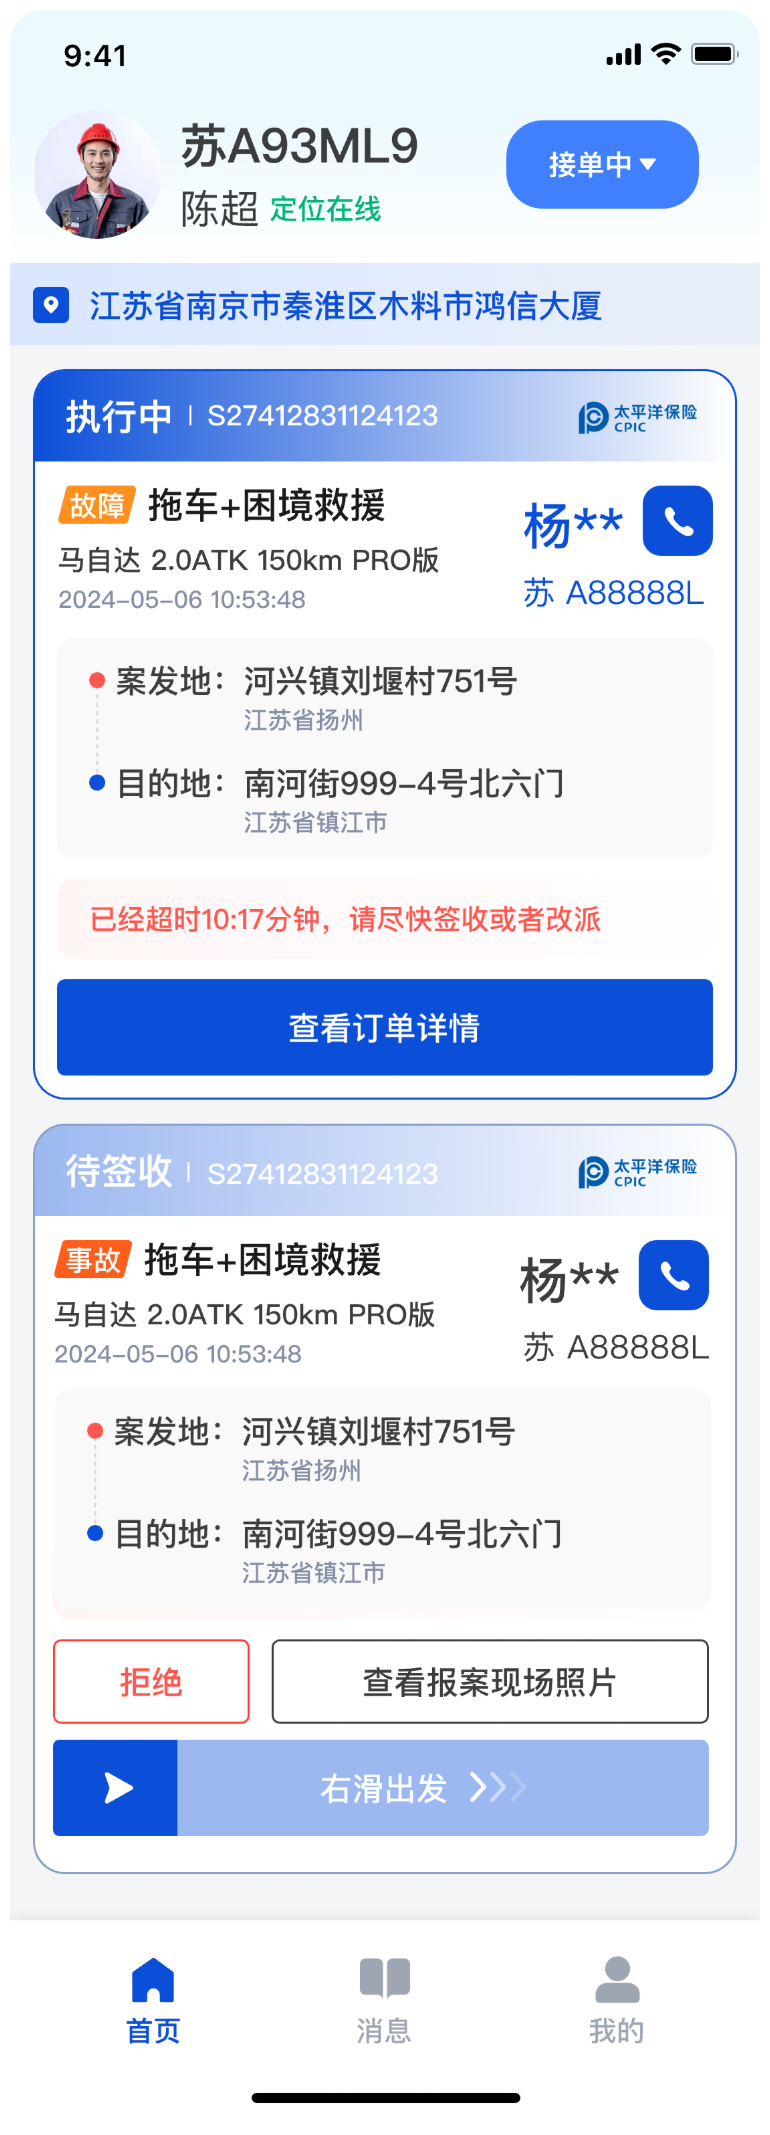 9:41
苏A93ML9
陈超 定位在线
接单中
江苏省南京市秦淮区木料市鸿信大厦
执行中 | S27412831124123
太平洋保险
CPIC
故障 拖车+困境救援
马自达 2.0ATK 150km PRO版
2024-05-06 10:53:48
杨**
苏 A88888L
案发地：河兴镇刘堰村751号
江苏省扬州
目的地：南河街999-4号北六门
江苏省镇江市
已经超时10:17分钟，请尽快签收或者改派
查看订单详情
待签收 | S27412831124123
太平洋保险
CPIC
事故 拖车+困境救援
马自达 2.0ATK 150km PRO版
2024-05-06 10:53:48
杨**
苏 A88888L
案发地：河兴镇刘堰村751号
江苏省扬州
目的地：南河街999-4号北六门
江苏省镇江市
拒绝
查看报案现场照片
右滑出发
首页
消息
我的